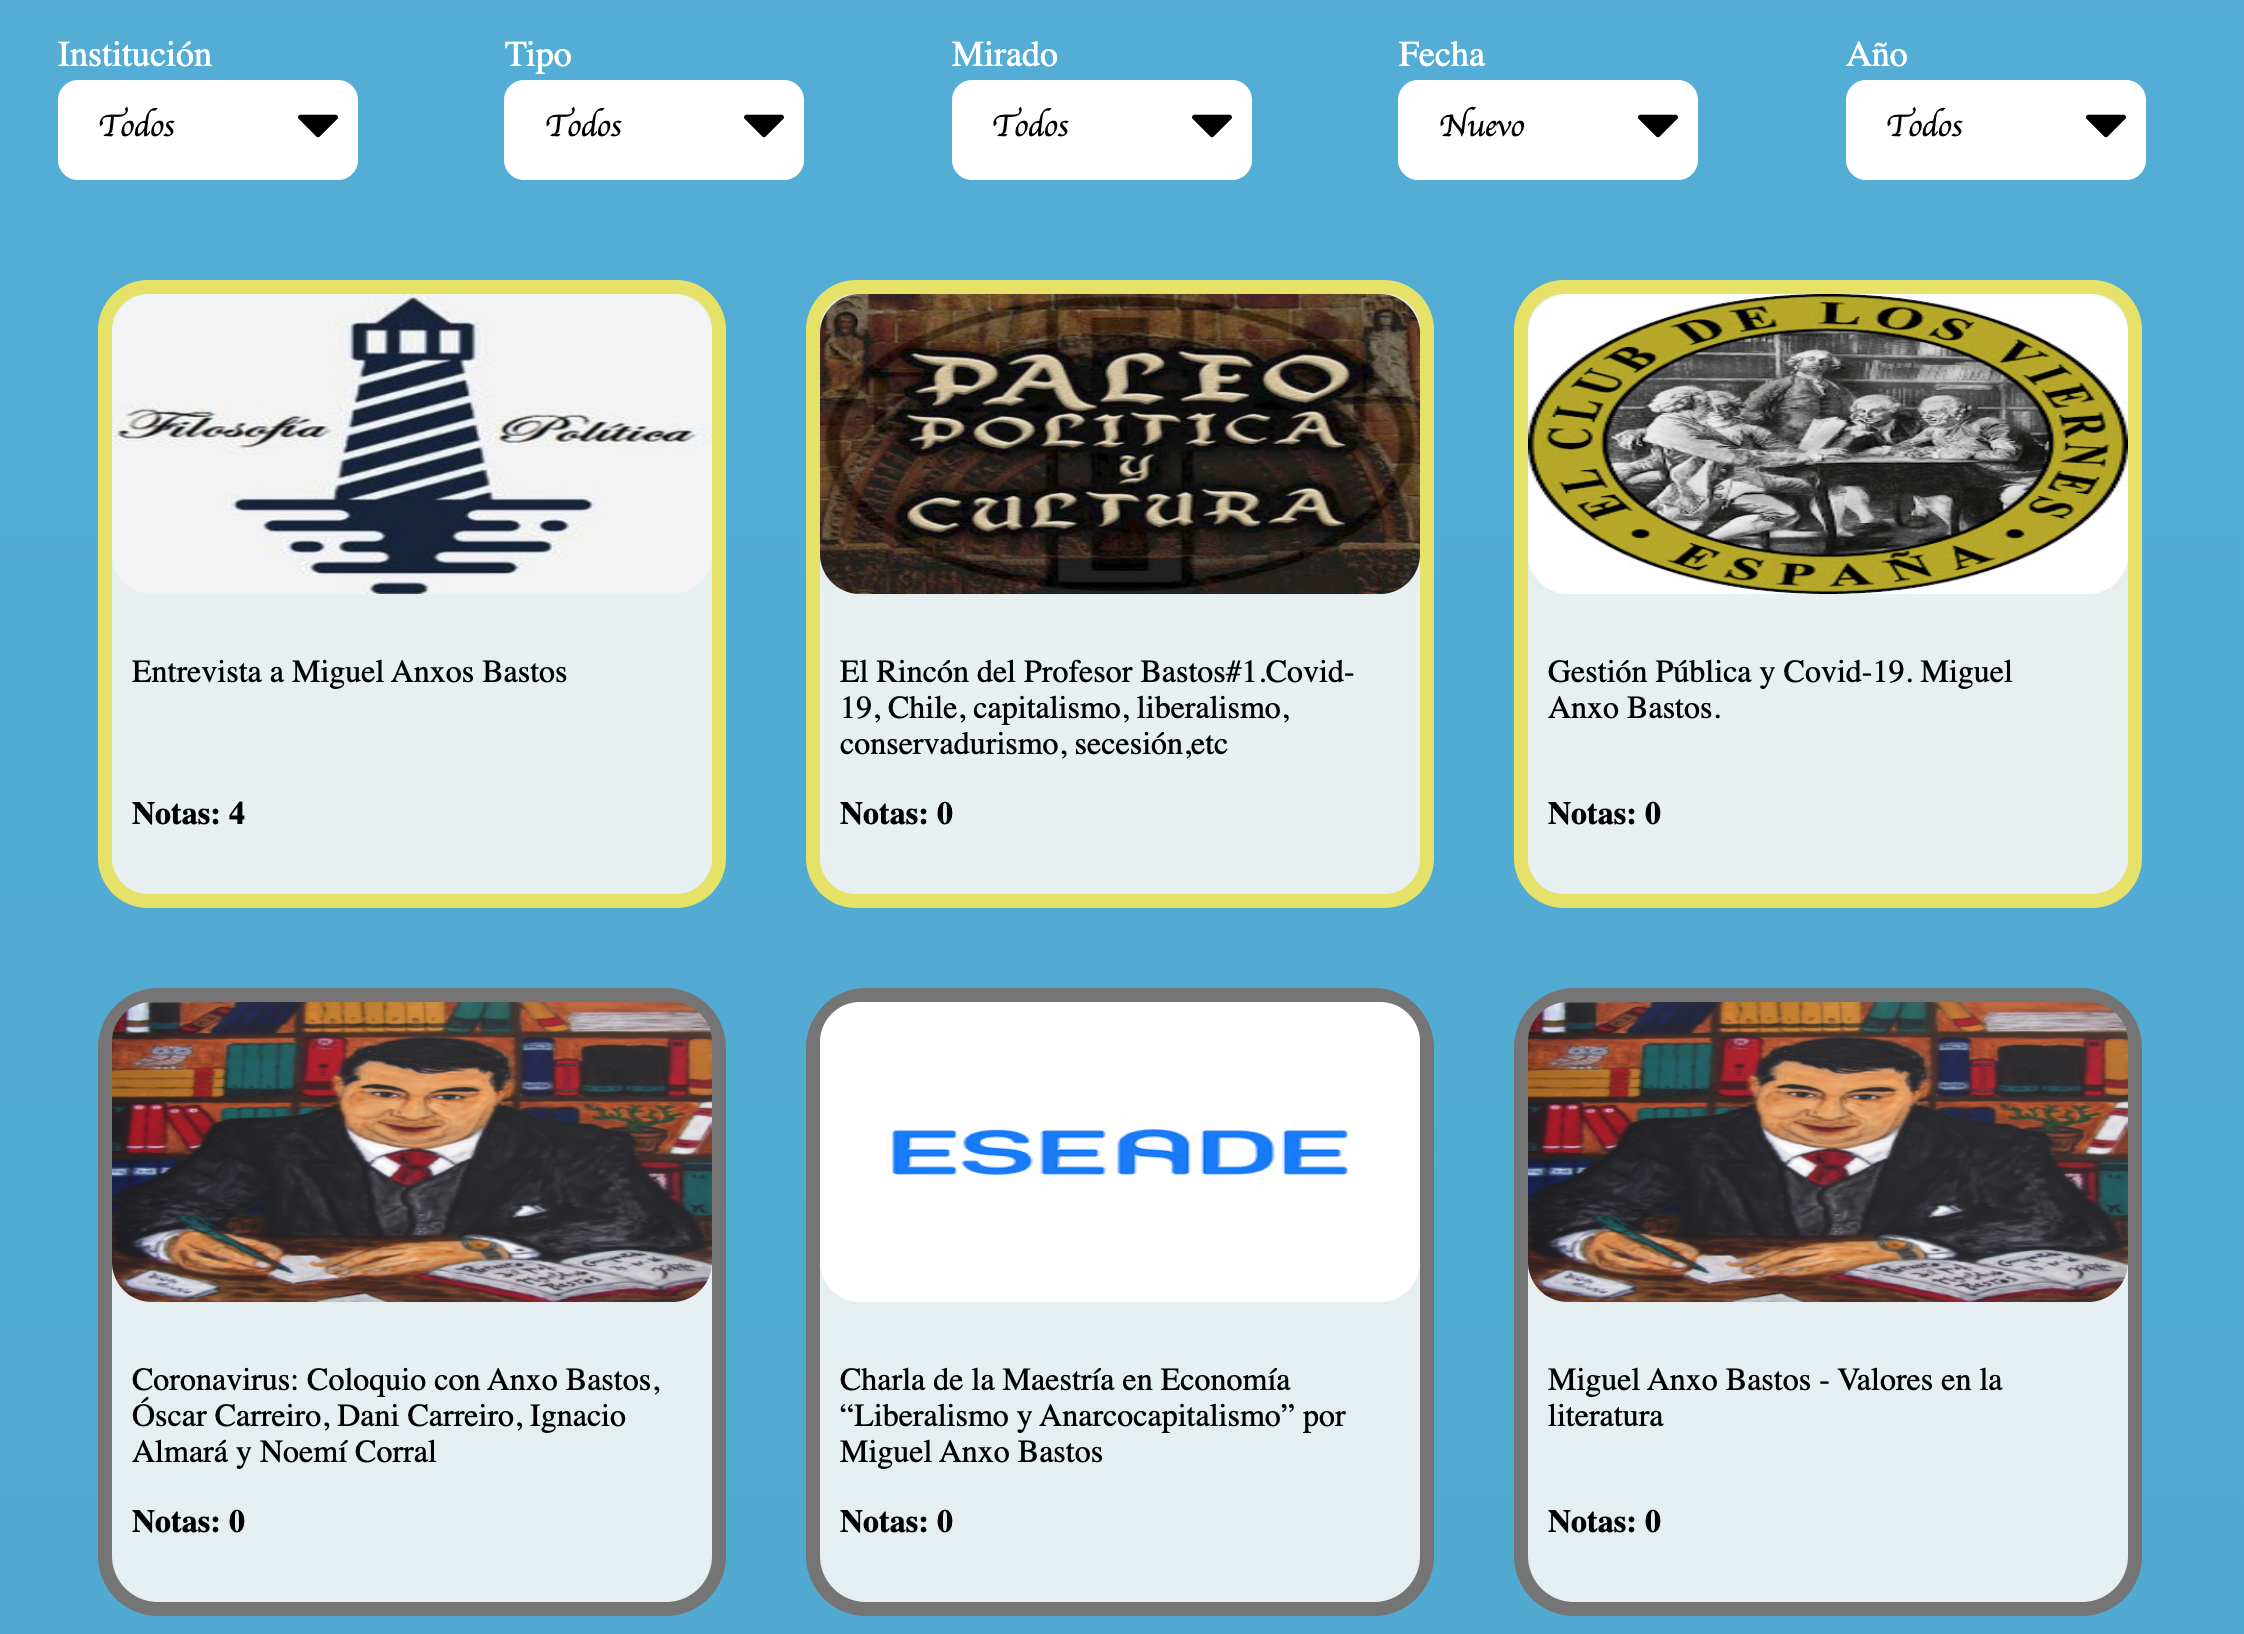 Institución
Tipo
Mirado
Fecha
Año
Todos
Todos
Todos
Nuevo
Todos
Filosofía
Política
PALEO
POLITICA
y
CULTURA
EL CLUB DE LOS VIERNES
• ESPAÑA •
Entrevista a Miguel Anxos Bastos
Notas: 4
El Rincón del Profesor Bastos#1.Covid-
19, Chile, capitalismo, liberalismo,
conservadurismo, secesión,etc
Notas: 0
Gestión Pública y Covid-19. Miguel
Anxo Bastos.
Notas: 0
ESEADE
Coronavirus: Coloquio con Anxo Bastos,
Óscar Carreiro, Dani Carreiro, Ignacio
Almará y Noemí Corral
Notas: 0
Charla de la Maestría en Economía
“Liberalismo y Anarcocapitalismo” por
Miguel Anxo Bastos
Notas: 0
Miguel Anxo Bastos - Valores en la
literatura
Notas: 0